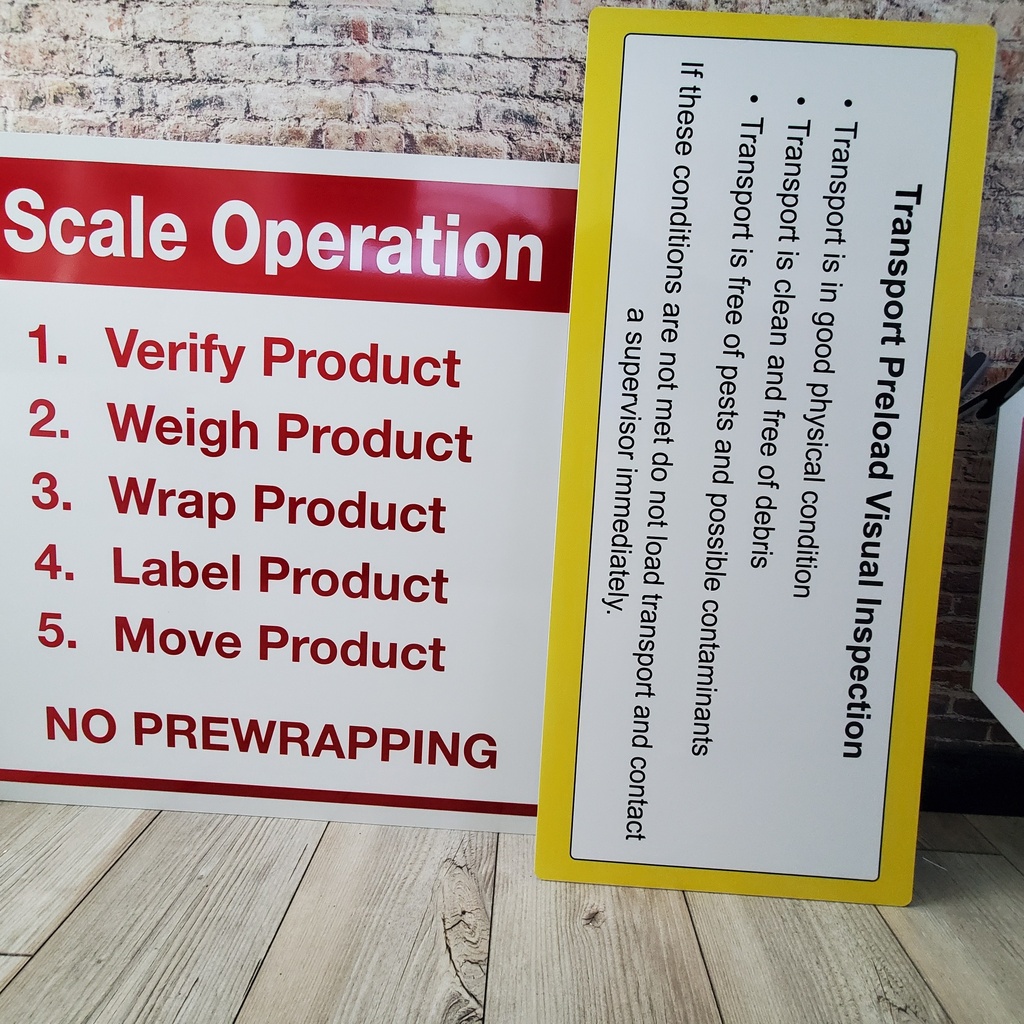 Scale Operation
1. Verify Product
2. Weigh Product
3. Wrap Product
4. Label Product
5. Move Product
NO PREWRAPPING
Transport Preload Visual Inspection
• Transport is in good physical condition
• Transport is clean and free of debris
• Transport is free of pests and possible contaminants
If these conditions are not met do not load transport and contact
a supervisor immediately.